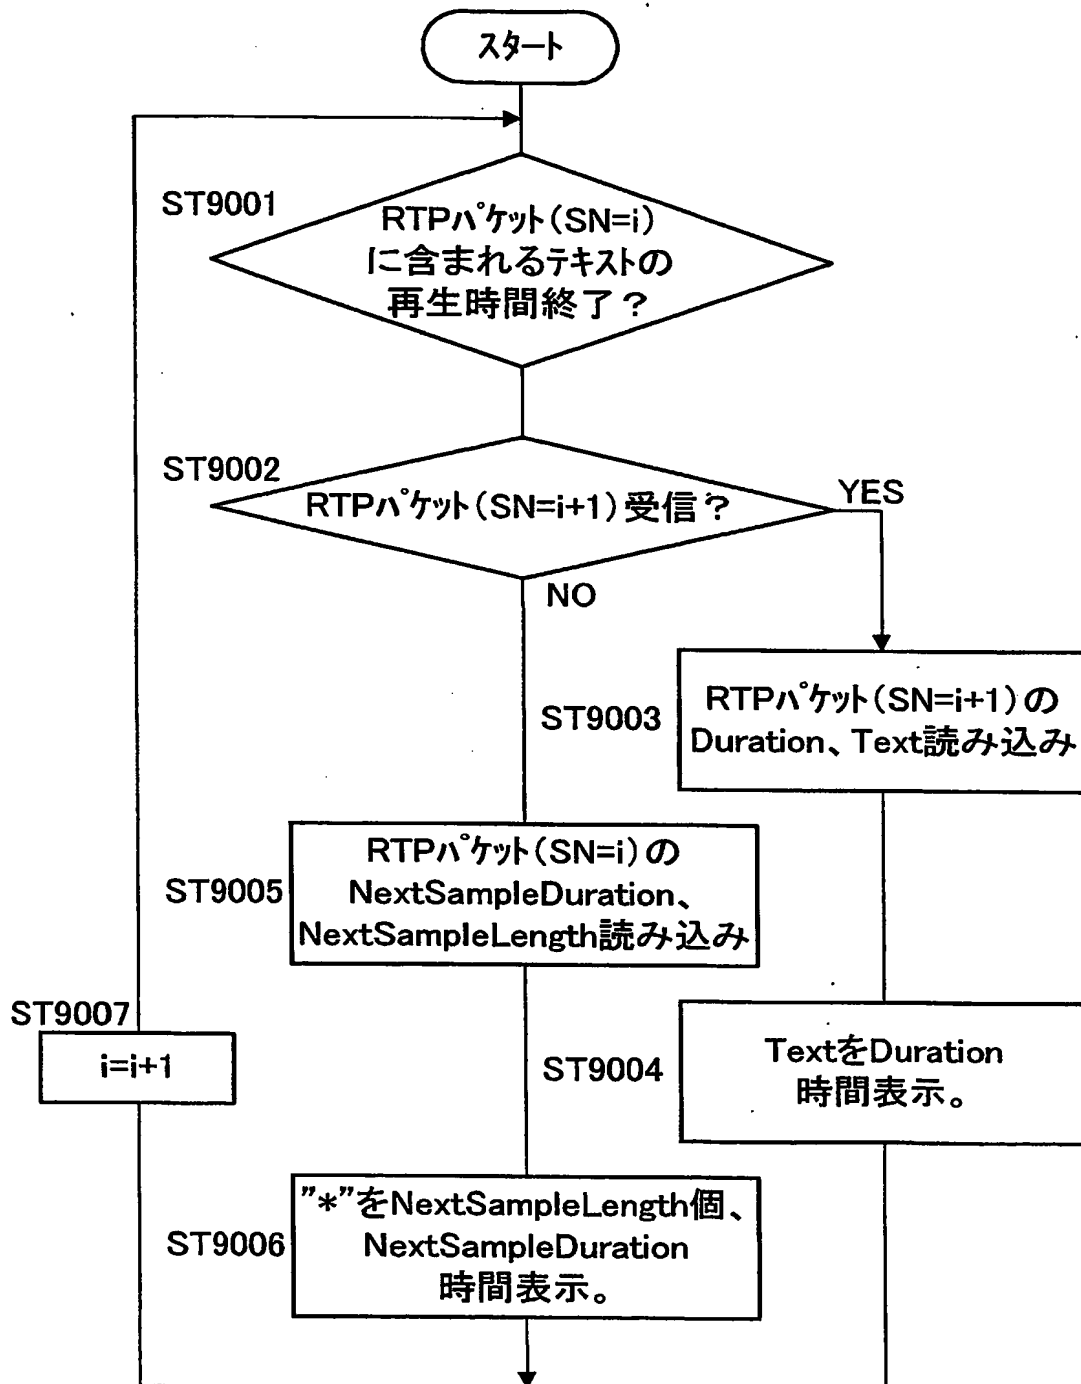 スタート
ST9001
RTPパケット(SN=i)
に含まれるテキストの
再生時間終了?
ST9002
RTPパケット(SN=i+1)受信?
YES
NO
ST9003
RTPパケット(SN=i+1)の
Duration、Text読み込み
ST9005
RTPパケット(SN=i)の
NextSampleDuration、
NextSampleLength読み込み
ST9007
i=i+1
ST9004
TextをDuration
時間表示。
ST9006
"*"をNextSampleLength個、
NextSampleDuration
時間表示。